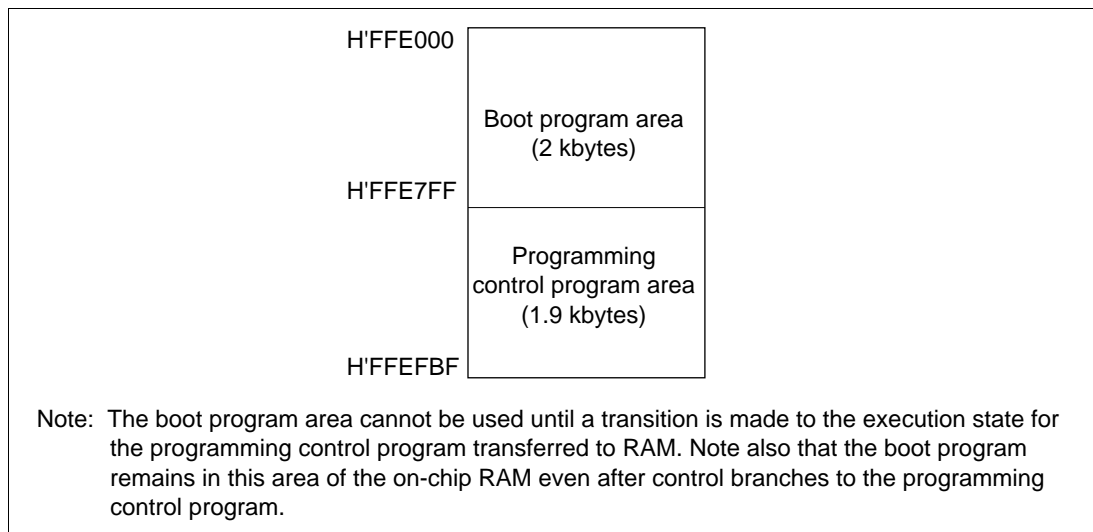 H'FFE000
Boot program area
(2 kbytes)
H'FFE7FF
Programming
control program area
(1.9 kbytes)
H'FFEFBF
Note: The boot program area cannot be used until a transition is made to the execution state for
the programming control program transferred to RAM. Note also that the boot program
remains in this area of the on-chip RAM even after control branches to the programming
control program.